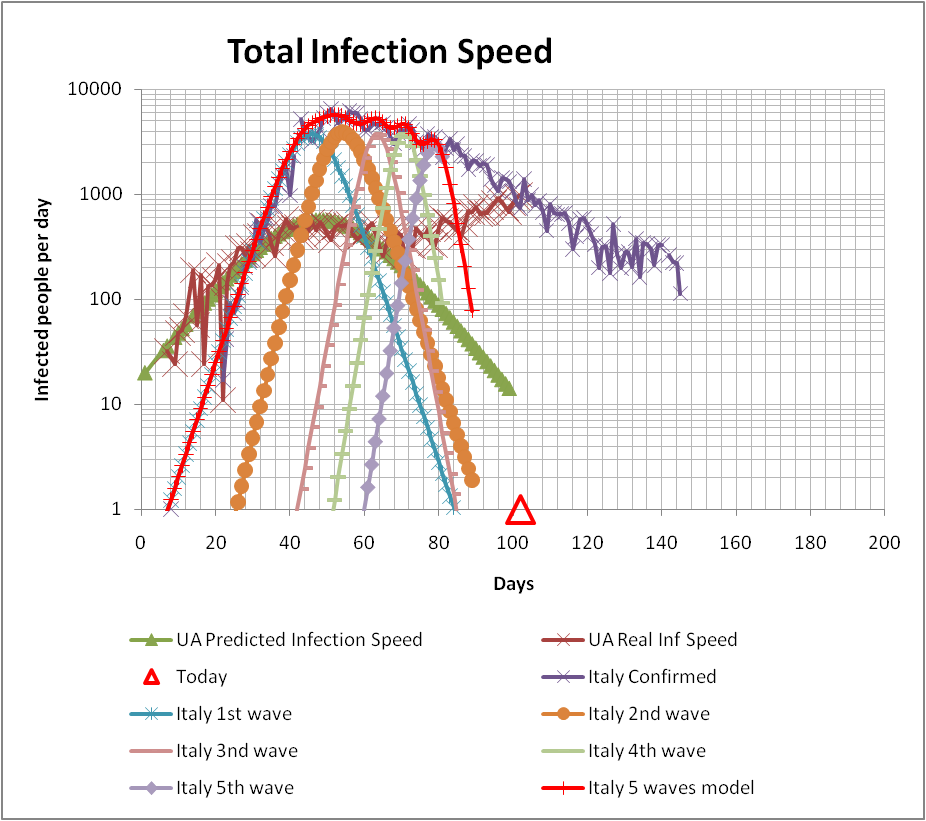 Total Infection Speed
10000
1000
100
10
1
Infected people per day
0 20 40 60 80 100 120 140 160 180 200
Days
UA Predicted Infection Speed UA Real Inf Speed
Today Italy Confirmed
Italy 1st wave Italy 2nd wave
Italy 3nd wave Italy 4th wave
Italy 5th wave Italy 5 waves model